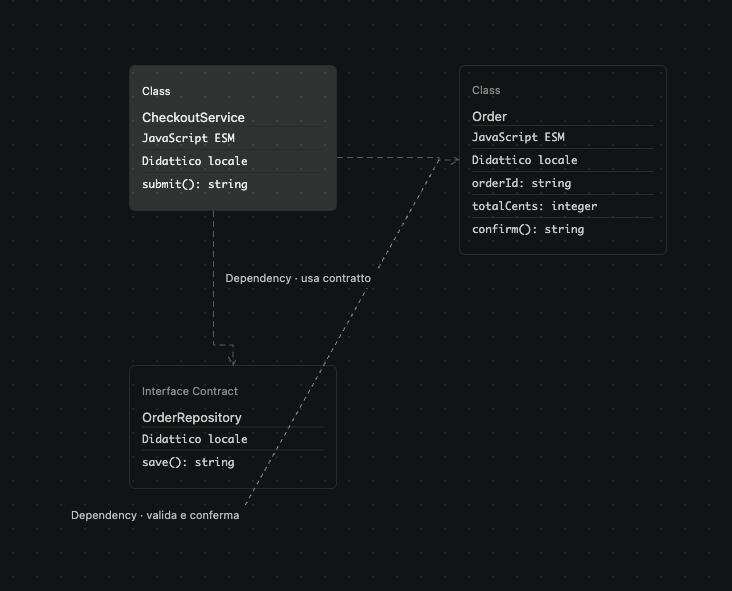 Class
CheckoutService
JavaScript ESM
Didattico locale
submit(): string
Class
Order
JavaScript ESM
Didattico locale
orderId: string
totalCents: integer
confirm(): string
Dependency · usa contratto
Interface Contract
OrderRepository
Didattico locale
save(): string
Dependency · valida e conferma